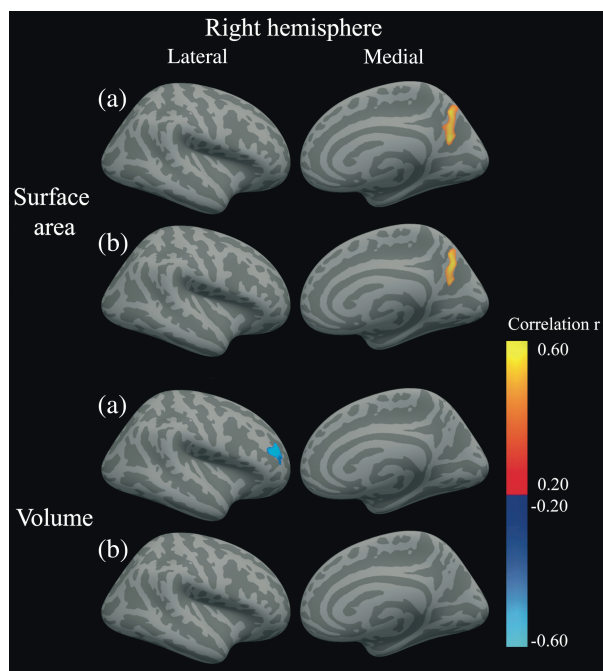 Right hemisphere
Lateral Medial
(a)
Surface
area
(b)
Correlation r
0.60
(a)
0.20
-0.20
Volume
(b)
-0.60